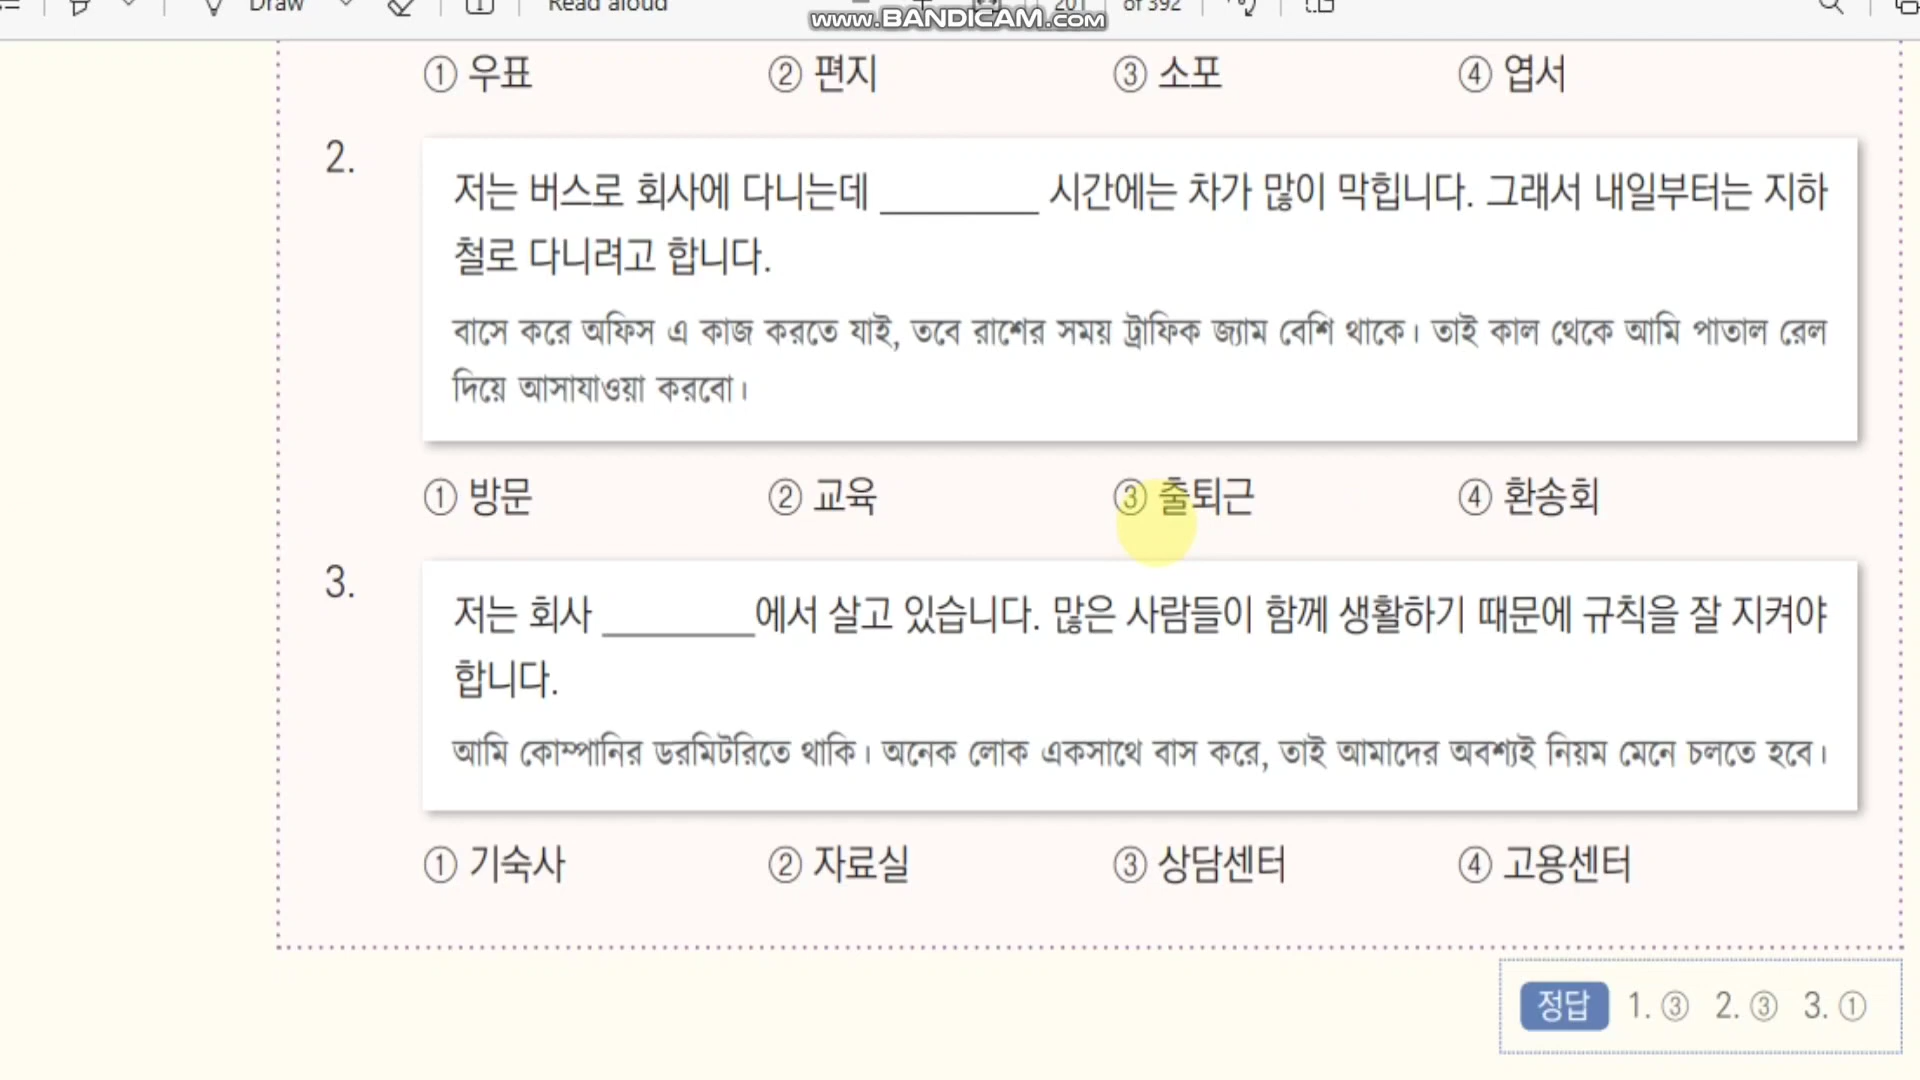 Draw
Read aloud
201 of 392
www.BANDICAM.com
① 우표 ② 편지 ③ 소포 ④ 엽서
2.
저는 버스로 회사에 다니는데 ________ 시간에는 차가 많이 막힙니다. 그래서 내일부터는 지하
철로 다니려고 합니다.
বাসে করে অফিস এ কাজ করতে যাই, তবে রাশের সময় ট্রাফিক জ্যাম বেশি থাকে। তাই কাল থেকে আমি পাতাল রেল
দিয়ে আসাযাওয়া করবো।
① 방문 ② 교육 ③ 출퇴근 ④ 환송회
3.
저는 회사 ________에서 살고 있습니다. 많은 사람들이 함께 생활하기 때문에 규칙을 잘 지켜야
합니다.
আমি কোম্পানির ডরমিটরিতে থাকি। অনেক লোক একসাথে বাস করে, তাই আমাদের অবশ্যই নিয়ম মেনে চলতে হবে।
① 기숙사 ② 자료실 ③ 상담센터 ④ 고용센터
정답 1. ③ 2. ③ 3. ①